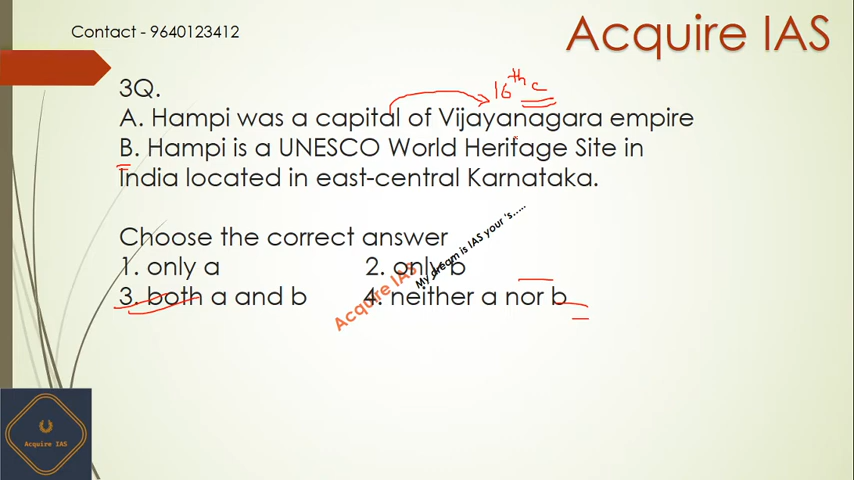 Contact - 9640123412
Acquire IAS
3Q.
16th c
A. Hampi was a capital of Vijayanagara empire
B. Hampi is a UNESCO World Heritage Site in
India located in east-central Karnataka.
Choose the correct answer
1. only a 2. only b
3. both a and b 4. neither a nor b
My dream is IAS your 's.....
Acquire IAS
Acquire IAS